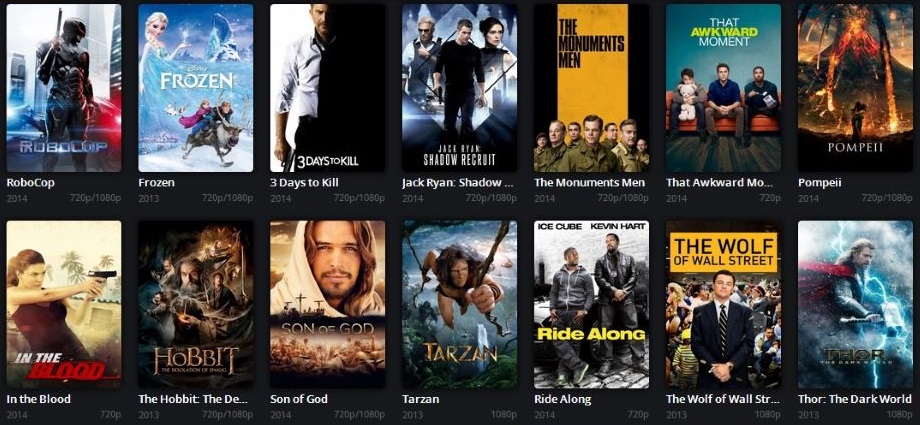 ROBOCOP
Disney
FROZEN
3 DAYS TO KILL
JACK RYAN:
SHADOW RECRUIT
THE
MONUMENTS
MEN
THAT
AWKWARD
MOMENT
POMPEII
RoboCop
Frozen
3 Days to Kill
Jack Ryan: Shadow ...
The Monuments Men
That Awkward Mo...
Pompeii
2014 720p/1080p
2013 720p/1080p
2014 720p/1080p
2014 720p/1080p
2014 720p/1080p
2014 720p
2014 720p/1080p
IN THE
BLOOD
THE
HOBBIT
THE DESOLATION OF SMAUG
SON OF GOD
TARZAN
ICE CUBE KEVIN HART
Ride Along
THE WOLF
OF WALL STREET
THOR
THE DARK WORLD
In the Blood
The Hobbit: The De...
Son of God
Tarzan
Ride Along
The Wolf of Wall Str...
Thor: The Dark World
2014 720p
2013 720p/1080p
2014 720p/1080p
2013 1080p
2014 720p
2013 1080p
2013 1080p